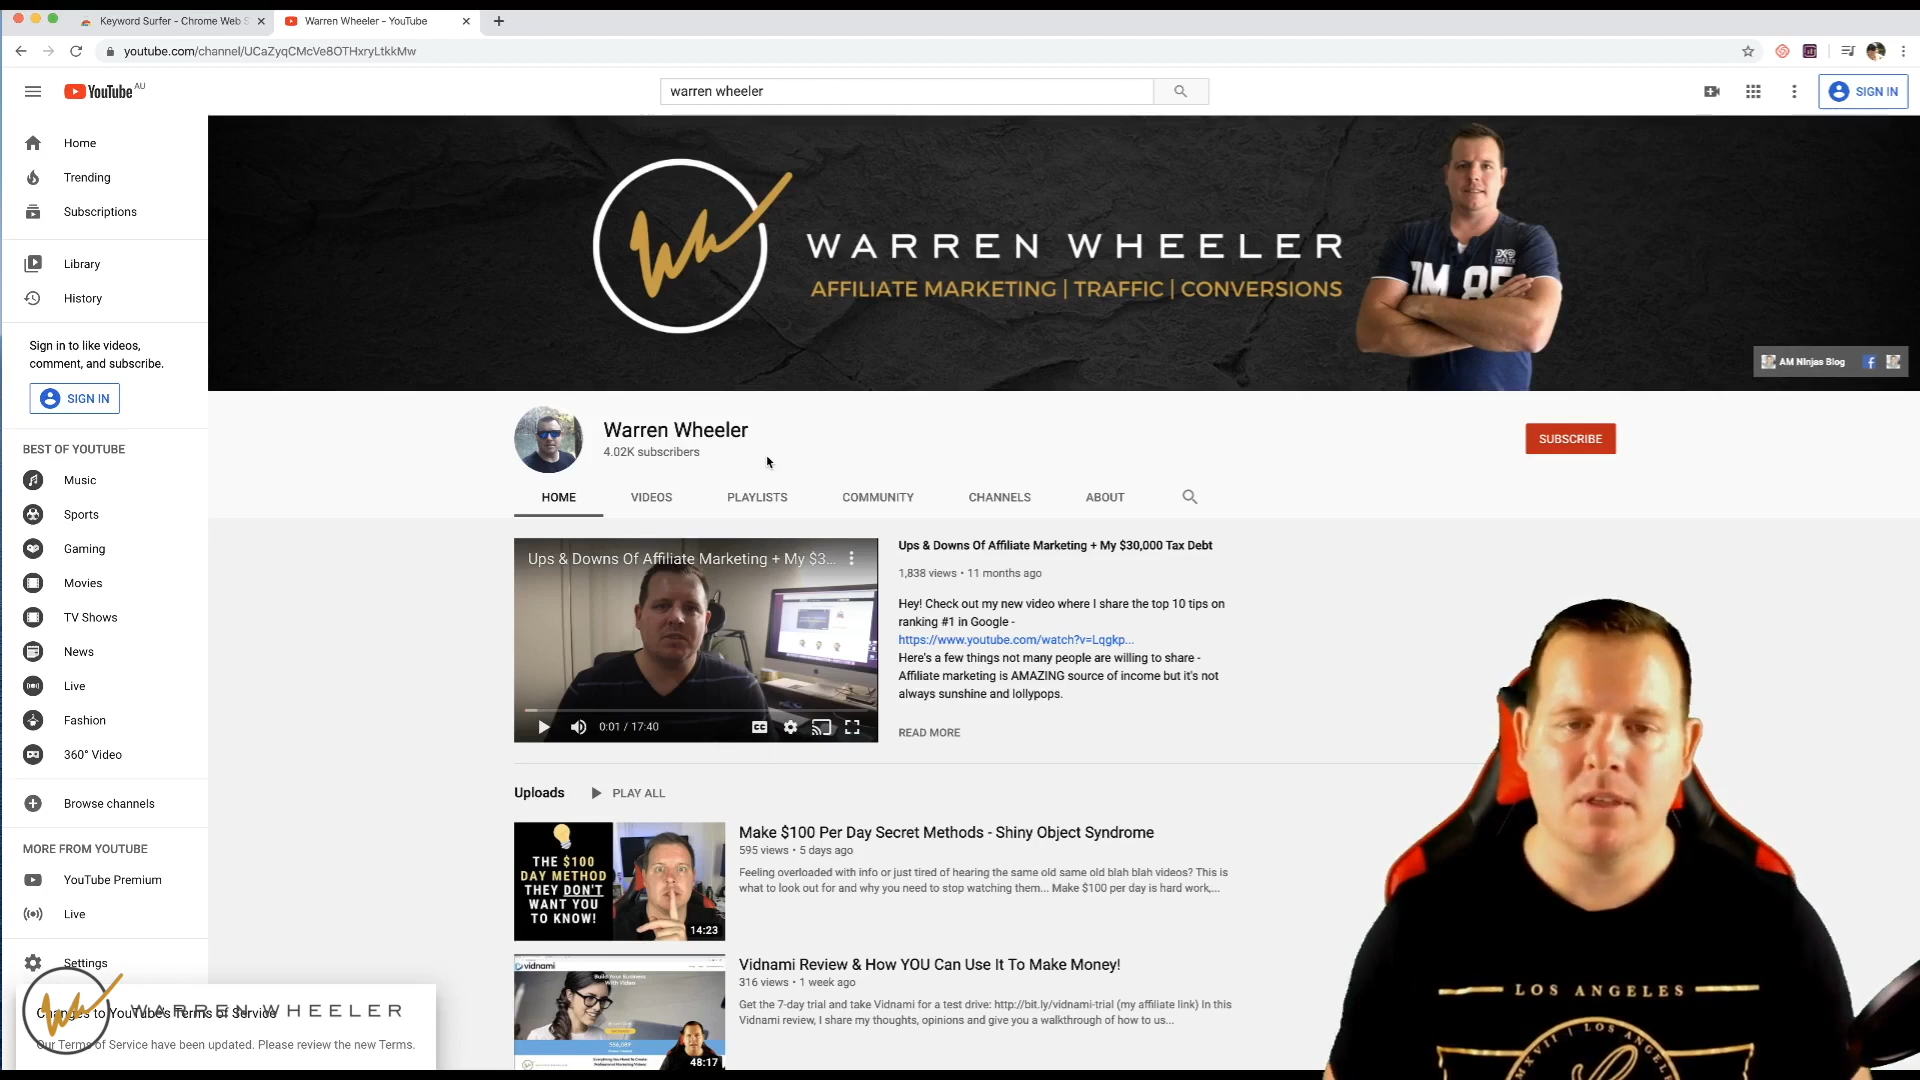 Keyword Surfer - Chrome Web S
Warren Wheeler - YouTube
youtube.com/channel/UCaZyqCMcVe8OTHxryLtkkMw
YouTube AU
warren wheeler
SIGN IN
Home
Trending
Subscriptions
Library
History
Sign in to like videos,
comment, and subscribe.
SIGN IN
BEST OF YOUTUBE
Music
Sports
Gaming
Movies
TV Shows
News
Live
Fashion
360° Video
Browse channels
MORE FROM YOUTUBE
YouTube Premium
Live
Settings
WARREN WHEELER
Changes to YouTube's Terms of Service
Our Terms of Service have been updated. Please review the new Terms.
WARREN WHEELER
AFFILIATE MARKETING | TRAFFIC | CONVERSIONS
DM 85
AM Ninjas Blog
Warren Wheeler
4.02K subscribers
SUBSCRIBE
HOME
VIDEOS
PLAYLISTS
COMMUNITY
CHANNELS
ABOUT
Ups & Downs Of Affiliate Marketing + My $3...
0:01 / 17:40
CC
Ups & Downs Of Affiliate Marketing + My $30,000 Tax Debt
1,838 views • 11 months ago
Hey! Check out my new video where I share the top 10 tips on
ranking #1 in Google -
https://www.youtube.com/watch?v=Lqgkp...
Here's a few things not many people are willing to share -
Affiliate marketing is AMAZING source of income but it's not
always sunshine and lollypops.
READ MORE
Uploads
PLAY ALL
THE $100
DAY METHOD
THEY DON'T
WANT YOU
TO KNOW!
14:23
Make $100 Per Day Secret Methods - Shiny Object Syndrome
595 views • 5 days ago
Feeling overloaded with info or just tired of hearing the same old same old blah blah videos? This is
what to look out for and why you need to stop watching them... Make $100 per day is hard work,...
vidnami
Build Your Business
With Video
48:17
Vidnami Review & How YOU Can Use It To Make Money!
316 views • 1 week ago
Get the 7-day trial and take Vidnami for a test drive: http://bit.ly/vidnami-trial (my affiliate link) In this
Vidnami review, I share my thoughts, opinions and give you a walkthrough of how to us...
LOS ANGELES